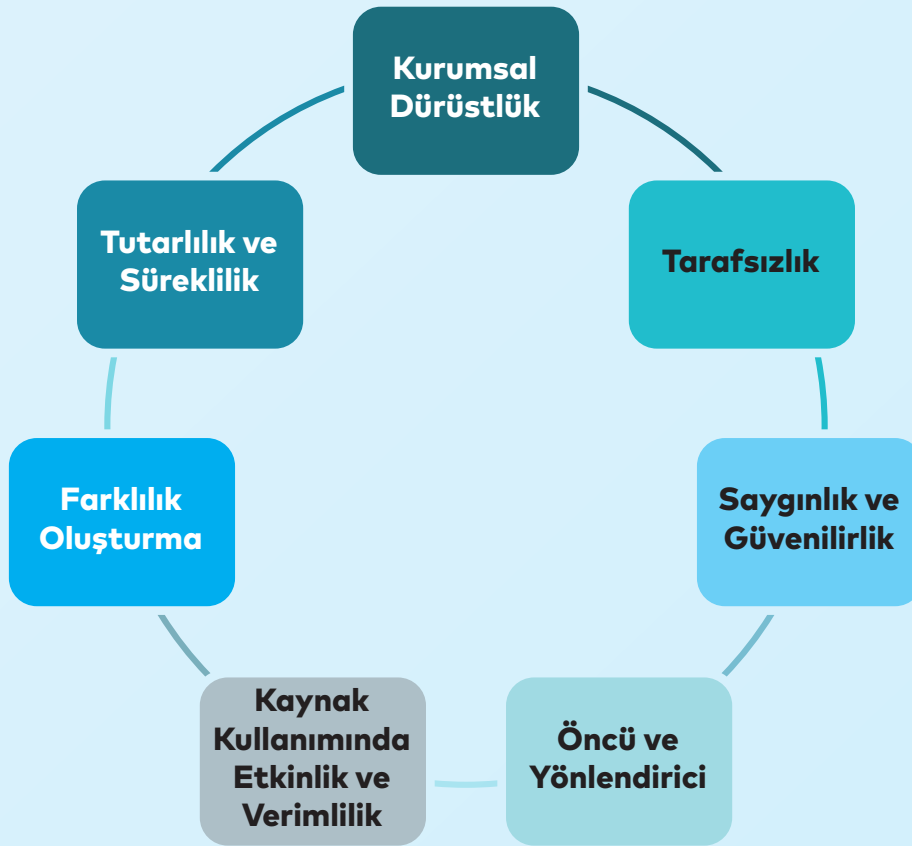 Kurumsal
Dürüstlük
Tarafsızlık
Saygınlık ve
Güvenilirlik
Öncü ve
Yönlendirici
Kaynak
Kullanımında
Etkinlik ve
Verimlilik
Farklılık
Oluşturma
Tutarlılık ve
Süreklilik